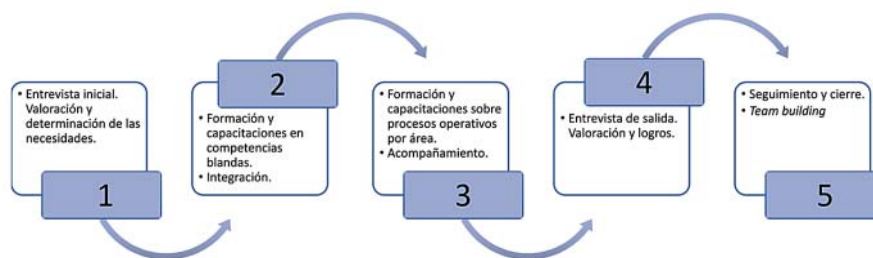 • Entrevista inicial.
Valoración y
determinación de las
necesidades.
1
2
• Formación y
capacitaciones en
competencias
blandas.
• Integración.
• Formación y
capacitaciones sobre
procesos operativos
por área.
• Acompañamiento.
3
4
• Entrevista de salida.
Valoración y logros.
• Seguimiento y cierre.
• Team building
5